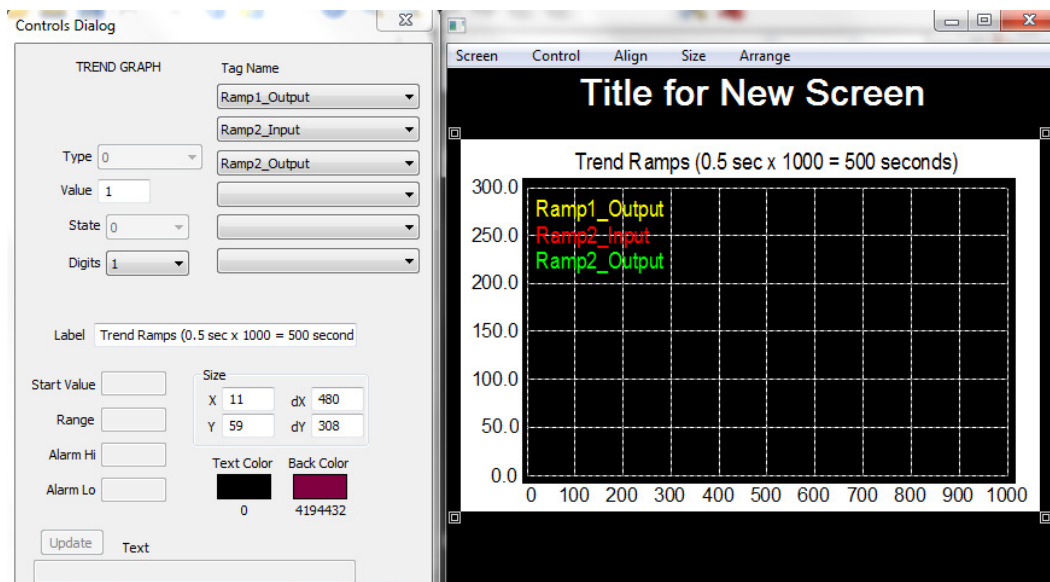 Controls Dialog
TREND GRAPH
Tag Name
Ramp1_Output
Ramp2_Input
Type 0
Ramp2_Output
Value 1
State 0
Digits 1
Label Trend Ramps (0.5 sec x 1000 = 500 second
Start Value
Range
Alarm Hi
Alarm Lo
Size
X 11 dX 480
Y 59 dY 308
Text Color Back Color
0 4194432
Update Text
Screen Control Align Size Arrange
Title for New Screen
Trend Ramps (0.5 sec x 1000 = 500 seconds)
300.0
Ramp1_Output
250.0
Ramp2_Input
Ramp2_Output
200.0
150.0
100.0
50.0
0.0
0 100 200 300 400 500 600 700 800 900 1000